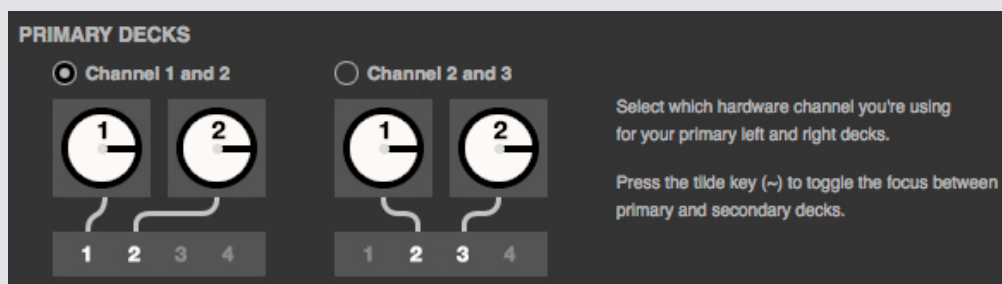 PRIMARY DECKS
Channel 1 and 2
Channel 2 and 3
1 2
1 2
Select which hardware channel you're using
for your primary left and right decks.
Press the tilde key (~) to toggle the focus between
primary and secondary decks.
1 2 3 4
1 2 3 4